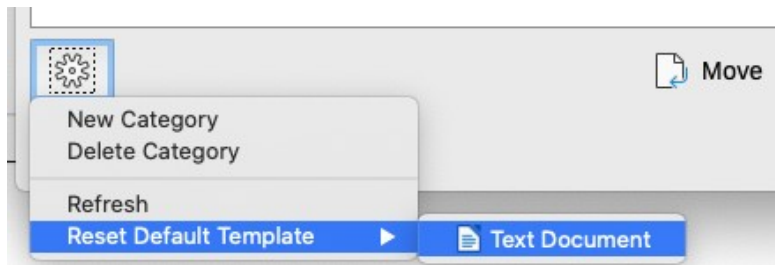 Move
New Category
Delete Category
Refresh
Reset Default Template
Text Document